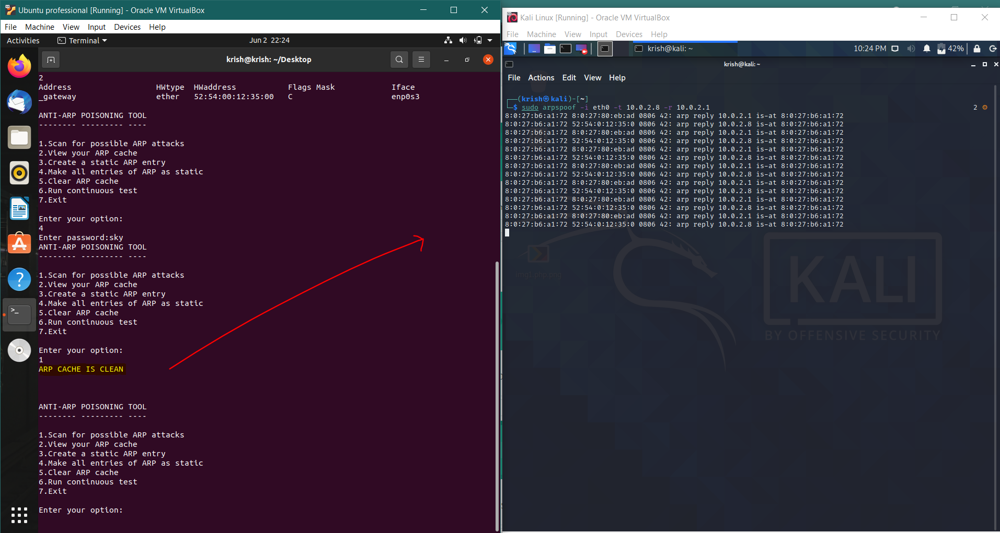 Ubuntu professional [Running] - Oracle VM VirtualBox
File Machine View Input Devices Help
Activities Terminal Jun 2 22:24
krish@krish: ~/Desktop
2
Address HWtype HWaddress Flags Mask Iface
_gateway ether 52:54:00:12:35:00 C enp0s3
ANTI-ARP POISONING TOOL
-------- --------- ----
1.Scan for possible ARP attacks
2.View your ARP cache
3.Create a static ARP entry
4.Make all entries of ARP as static
5.Clear ARP cache
6.Run continuous test
7.Exit
Enter your option:
4
Enter password:sky
ANTI-ARP POISONING TOOL
-------- --------- ----
1.Scan for possible ARP attacks
2.View your ARP cache
3.Create a static ARP entry
4.Make all entries of ARP as static
5.Clear ARP cache
6.Run continuous test
7.Exit
Enter your option:
1
ARP CACHE IS CLEAN
ANTI-ARP POISONING TOOL
-------- --------- ----
1.Scan for possible ARP attacks
2.View your ARP cache
3.Create a static ARP entry
4.Make all entries of ARP as static
5.Clear ARP cache
6.Run continuous test
7.Exit
Enter your option:
Kali Linux [Running] - Oracle VM VirtualBox
File Machine View Input Devices Help
krish@kali: ~ 10:24 PM 42%
krish@kali: ~
File Actions Edit View Help
(krish㉿kali)-[~]
$ sudo arpspoof -i eth0 -t 10.0.2.8 -r 10.0.2.1 2
8:0:27:b6:a1:72 8:0:27:80:eb:ad 0806 42: arp reply 10.0.2.1 is-at 8:0:27:b6:a1:72
8:0:27:b6:a1:72 52:54:0:12:35:0 0806 42: arp reply 10.0.2.8 is-at 8:0:27:b6:a1:72
8:0:27:b6:a1:72 8:0:27:80:eb:ad 0806 42: arp reply 10.0.2.1 is-at 8:0:27:b6:a1:72
8:0:27:b6:a1:72 52:54:0:12:35:0 0806 42: arp reply 10.0.2.8 is-at 8:0:27:b6:a1:72
8:0:27:b6:a1:72 8:0:27:80:eb:ad 0806 42: arp reply 10.0.2.1 is-at 8:0:27:b6:a1:72
8:0:27:b6:a1:72 52:54:0:12:35:0 0806 42: arp reply 10.0.2.8 is-at 8:0:27:b6:a1:72
8:0:27:b6:a1:72 8:0:27:80:eb:ad 0806 42: arp reply 10.0.2.1 is-at 8:0:27:b6:a1:72
8:0:27:b6:a1:72 52:54:0:12:35:0 0806 42: arp reply 10.0.2.8 is-at 8:0:27:b6:a1:72
8:0:27:b6:a1:72 8:0:27:80:eb:ad 0806 42: arp reply 10.0.2.1 is-at 8:0:27:b6:a1:72
8:0:27:b6:a1:72 52:54:0:12:35:0 0806 42: arp reply 10.0.2.8 is-at 8:0:27:b6:a1:72
8:0:27:b6:a1:72 8:0:27:80:eb:ad 0806 42: arp reply 10.0.2.1 is-at 8:0:27:b6:a1:72
8:0:27:b6:a1:72 52:54:0:12:35:0 0806 42: arp reply 10.0.2.8 is-at 8:0:27:b6:a1:72
8:0:27:b6:a1:72 8:0:27:80:eb:ad 0806 42: arp reply 10.0.2.1 is-at 8:0:27:b6:a1:72
8:0:27:b6:a1:72 52:54:0:12:35:0 0806 42: arp reply 10.0.2.8 is-at 8:0:27:b6:a1:72
img1.php.png
KALI
BY OFFENSIVE SECURITY